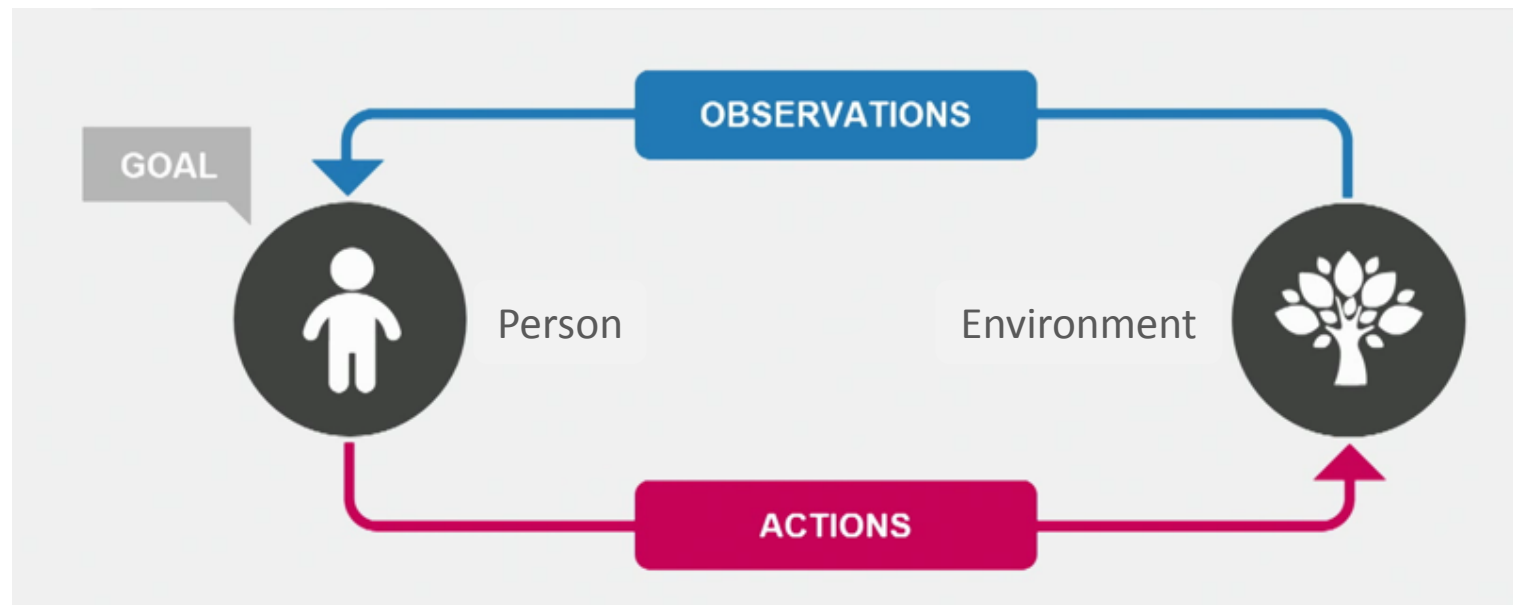 OBSERVATIONS
GOAL
Person
Environment
ACTIONS